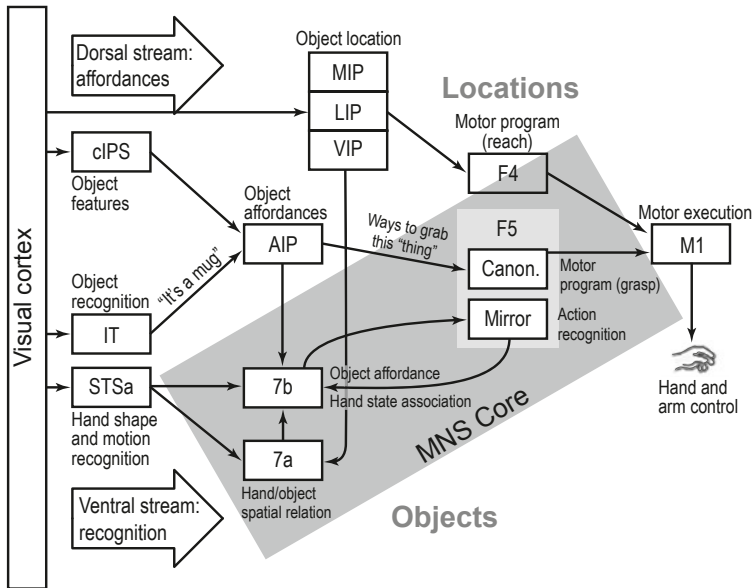 Visual cortex
Dorsal stream:
affordances
Object location
MIP
LIP
VIP
Locations
Motor program
(reach)
F4
cIPS
Object
features
Object
affordances
AIP
Ways to grab
this “thing”
F5
Canon.
Motor
program (grasp)
Motor execution
M1
Object
recognition
IT
“It's a mug”
Mirror
Action
recognition
Hand and
arm control
STSa
Hand shape
and motion
recognition
7b
Object affordance
Hand state association
7a
Hand/object
spatial relation
MNS Core
Ventral stream:
recognition
Objects